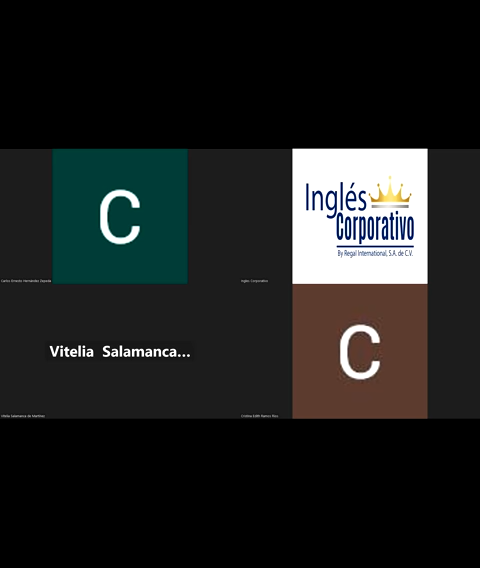 C
Inglés
Corporativo
By Regal International, S.A. de C.V.
Carlos Ernesto Hernández Zepeda
Inglés Corporativo
Vitelia Salamanca...
C
Vitelia Salamanca de Martínez
Cristina Edith Ramos Ríos